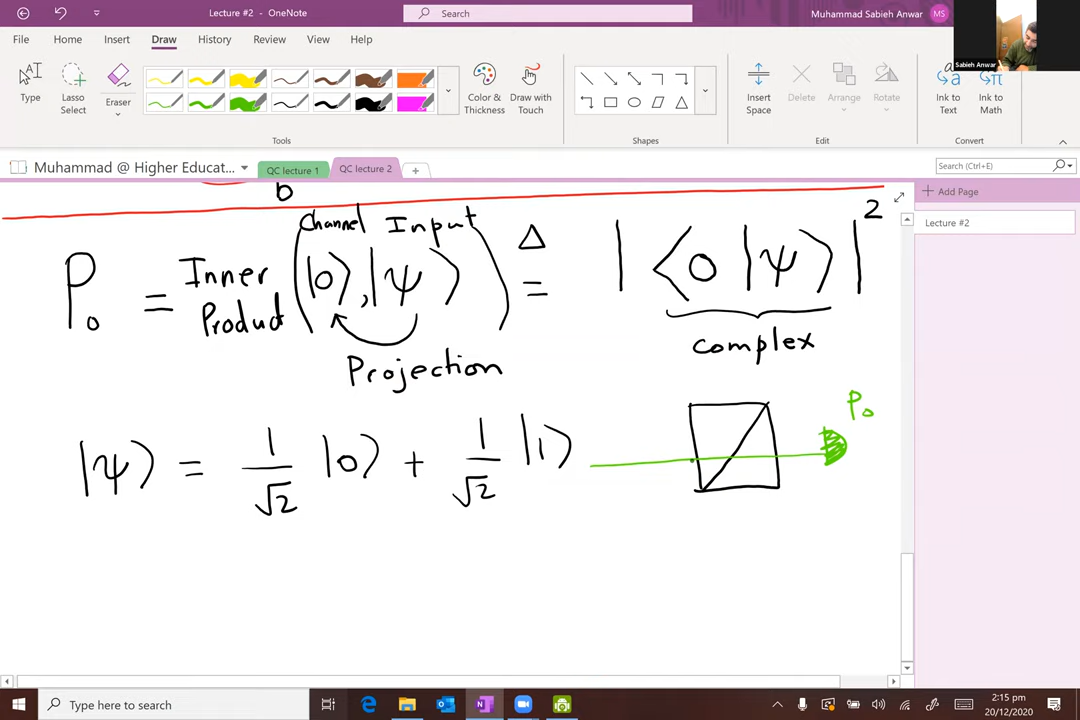 Lecture #2 - OneNote
Search
Muhammad Sabieh Anwar
MS
Sabieh Anwar
File Home Insert Draw History Review View Help
Type
Lasso Select
Eraser
Color & Thickness
Draw with Touch
Insert Space
Delete
Arrange
Rotate
Ink to Text
Ink to Math
Tools
Shapes
Edit
Convert
Muhammad @ Higher Educat...
QC lecture 1
QC lecture 2
Search (Ctrl+E)
Add Page
Lecture #2
b
Channel Input
P₀ = Inner Product (|0⟩, |ψ⟩) ≜ |⟨0|ψ⟩|²
Projection
complex
P₀
|ψ⟩ = 1/√2 |0⟩ + 1/√2 |1⟩
Type here to search
2:15 pm
20/12/2020